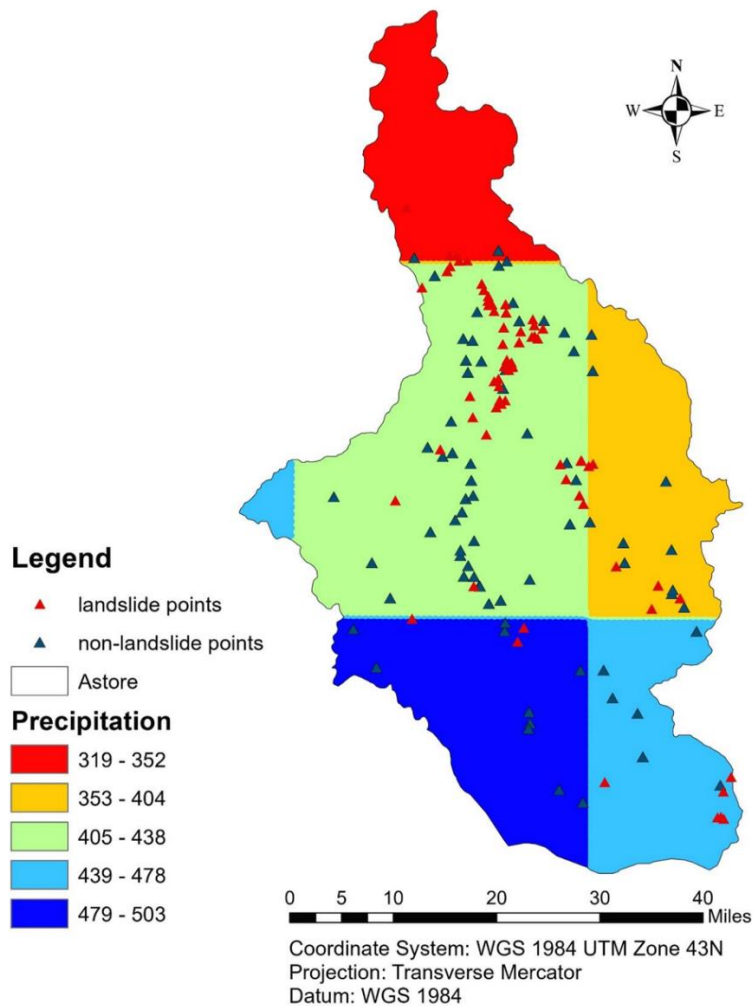 N
W E
S
Legend
landslide points
non-landslide points
Astore
Precipitation
319 - 352
353 - 404
405 - 438
439 - 478
479 - 503
0 5 10 20 30 40
Miles
Coordinate System: WGS 1984 UTM Zone 43N
Projection: Transverse Mercator
Datum: WGS 1984